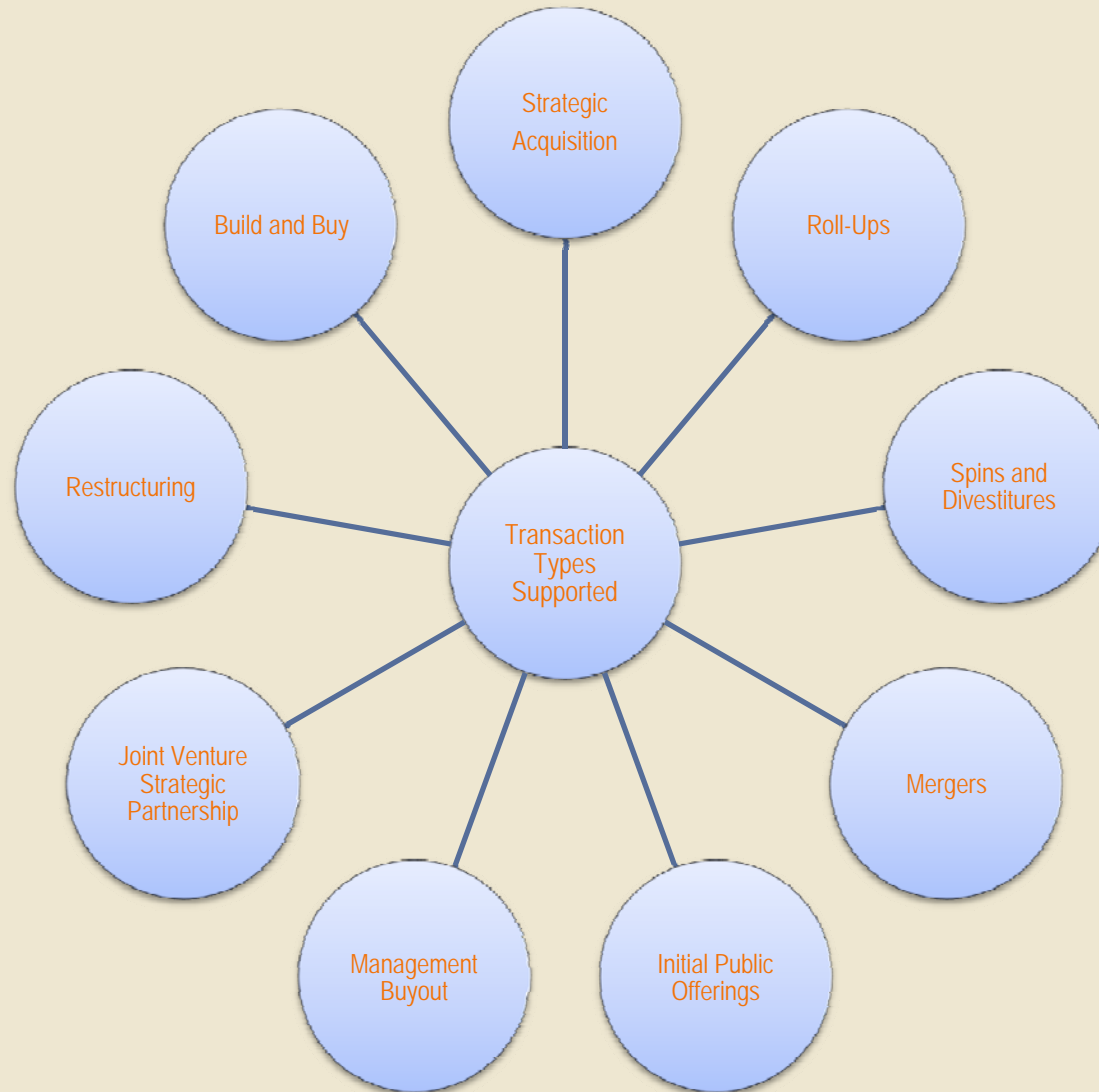 Strategic
Acquisition
Build and Buy
Roll-Ups
Restructuring
Spins and
Divestitures
Transaction
Types
Supported
Joint Venture
Strategic
Partnership
Mergers
Management
Buyout
Initial Public
Offerings